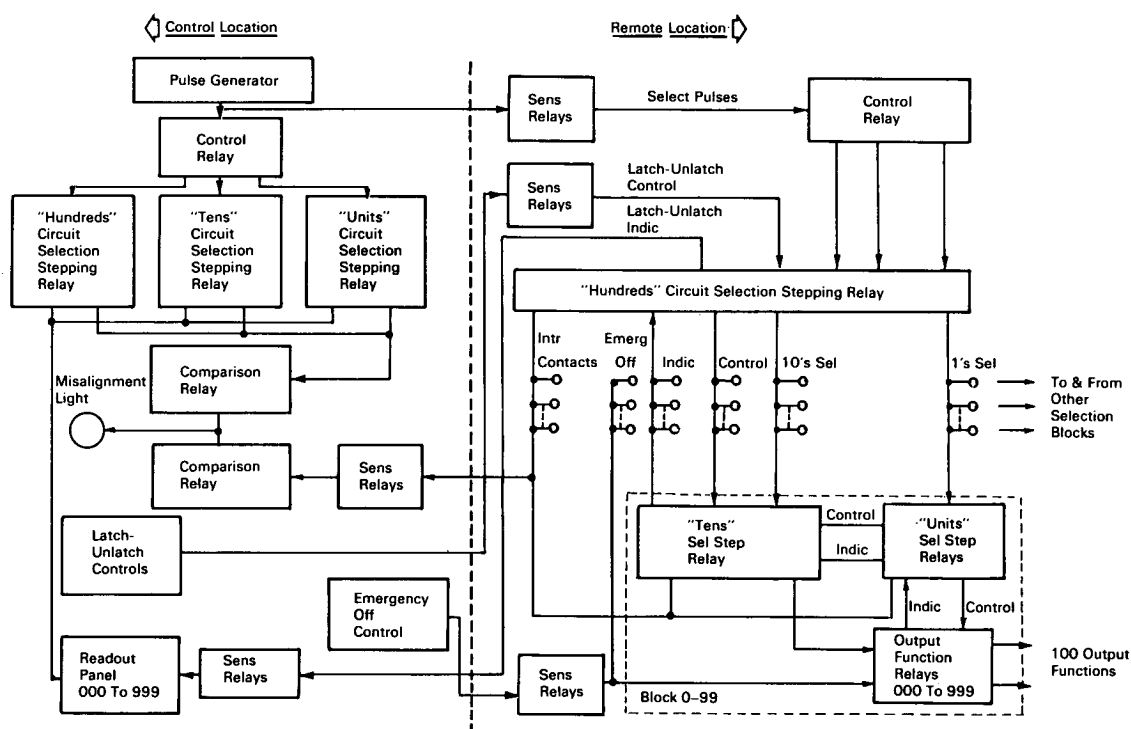 Control Location
Remote Location
Pulse Generator
Sens
Relays
Select Pulses
Control
Relay
Control
Relay
Sens
Relays
Latch-Unlatch
Control
Latch-Unlatch
Indic
"Hundreds"
Circuit
Selection
Stepping
Relay
"Tens"
Circuit
Selection
Stepping
Relay
"Units"
Circuit
Selection
Stepping
Relay
"Hundreds" Circuit Selection Stepping Relay
Intr
Contacts
Emerg
Off
Indic
Control
10's Sel
1's Sel
To & From
Other
Selection
Blocks
Misalignment
Light
Comparison
Relay
Comparison
Relay
Sens
Relays
Latch-
Unlatch
Controls
"Tens"
Sel Step
Relay
Control
Indic
"Units"
Sel Step
Relays
Emergency
Off
Control
Indic
Control
Readout
Panel
000 To 999
Sens
Relays
Sens
Relays
Block 0–99
Output
Function
Relays
000 To 999
100 Output
Functions